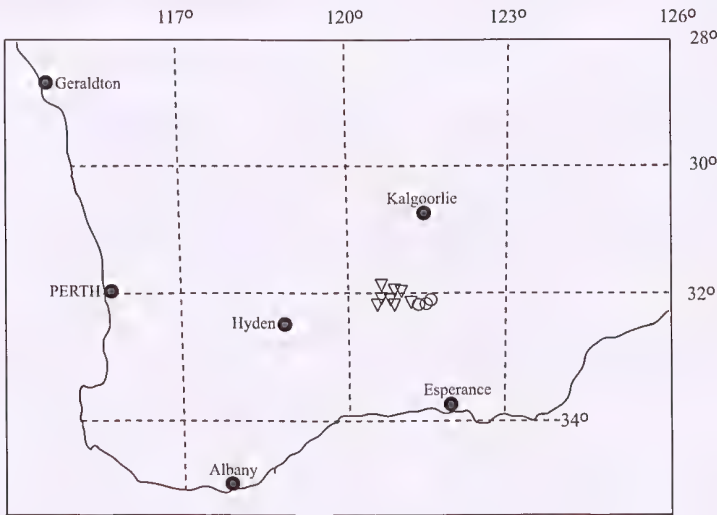 117° 120° 123° 126°
28°
Geraldton
30°
Kalgoorlie
PERTH
32°
Hyden
Esperance
34°
Albany